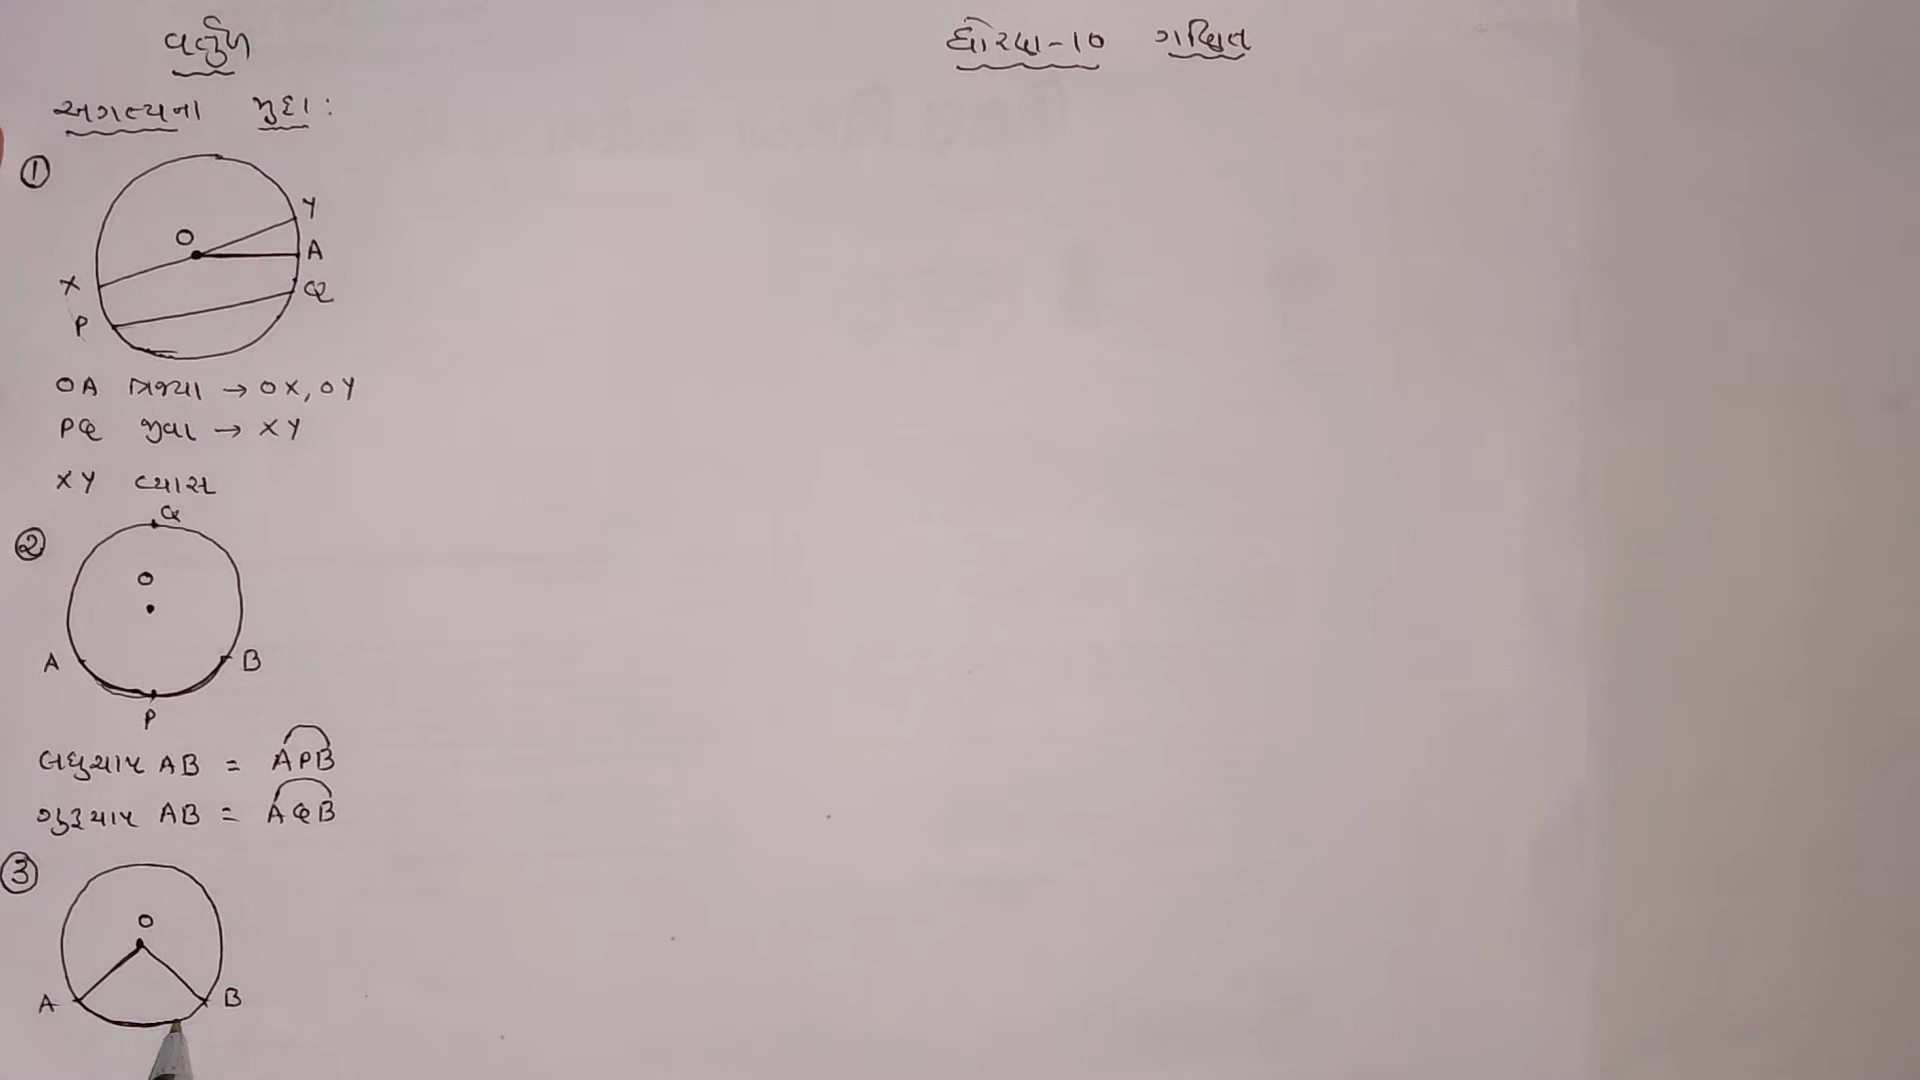 વર્તુળ
ધોરણ-10 ગણિત
અગત્યના મુદ્દા :
①
Y
O
A
X
Q
P
OA ત્રિજ્યા → OX, OY
PQ જીવા → XY
XY વ્યાસ
Q
②
O
A B
P
લઘુચાપ AB = APB
ગુરુચાપ AB = AQB
③
O
A B